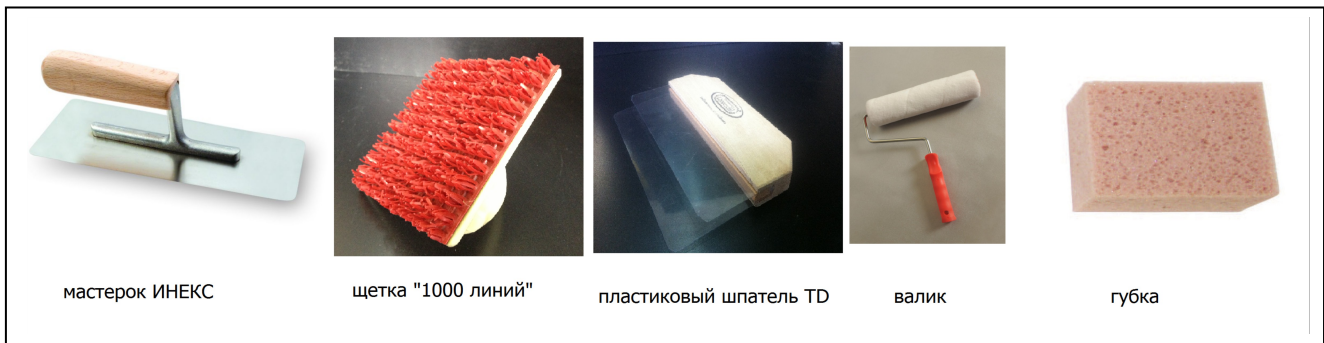 мастерок ИНЕКС
щетка "1000 линий"
пластиковый шпатель TD
валик
губка